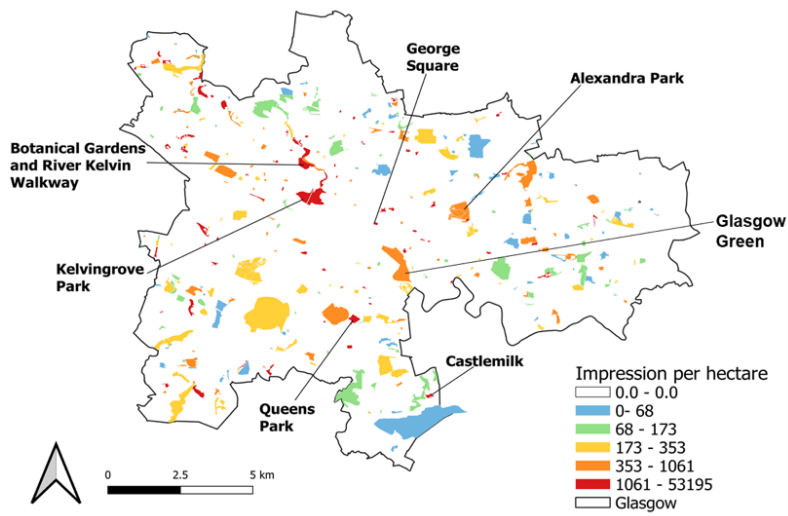 George
Square
Alexandra Park
Botanical Gardens
and River Kelvin
Walkway
Glasgow
Green
Kelvingrove
Park
Castlemilk
Queens
Park
Impression per hectare
0.0 - 0.0
0- 68
68 - 173
173 - 353
353 - 1061
1061 - 53195
Glasgow
0 2.5 5 km